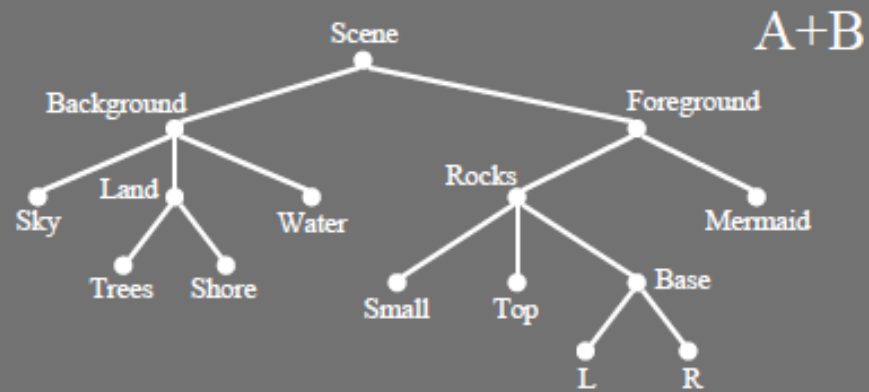 A+B
Scene
Background
Foreground
Sky
Land
Water
Rocks
Mermaid
Trees
Shore
Small
Top
Base
L
R